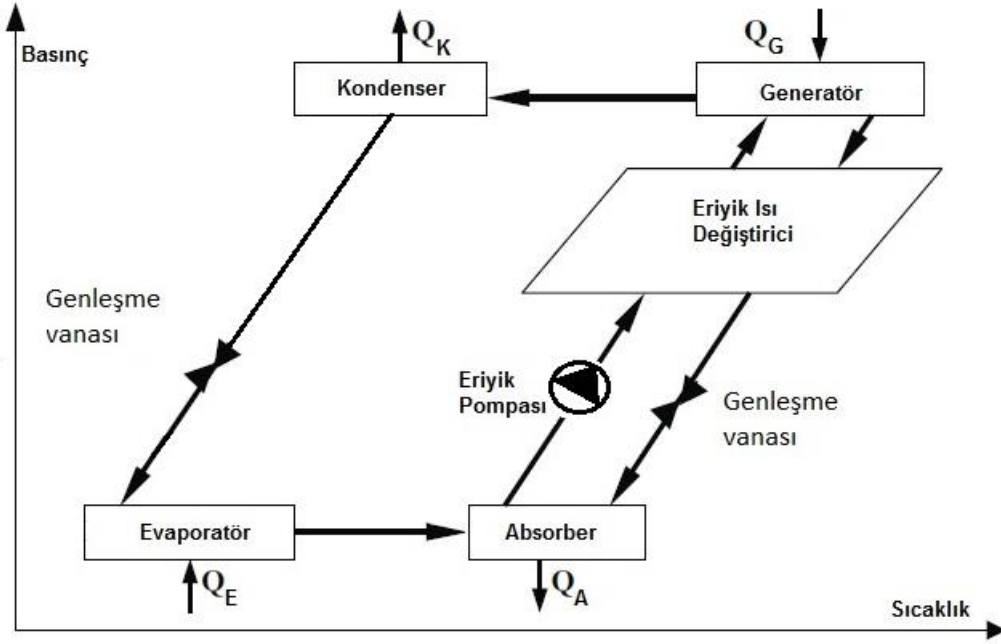 Basınç
Q_K
Q_G
Kondenser
Generatör
Eriyik Isı
Değiştirici
Genleşme
vanası
Eriyik
Pompası
Genleşme
vanası
Evaporatör
Absorber
Q_E
Q_A
Sıcaklık